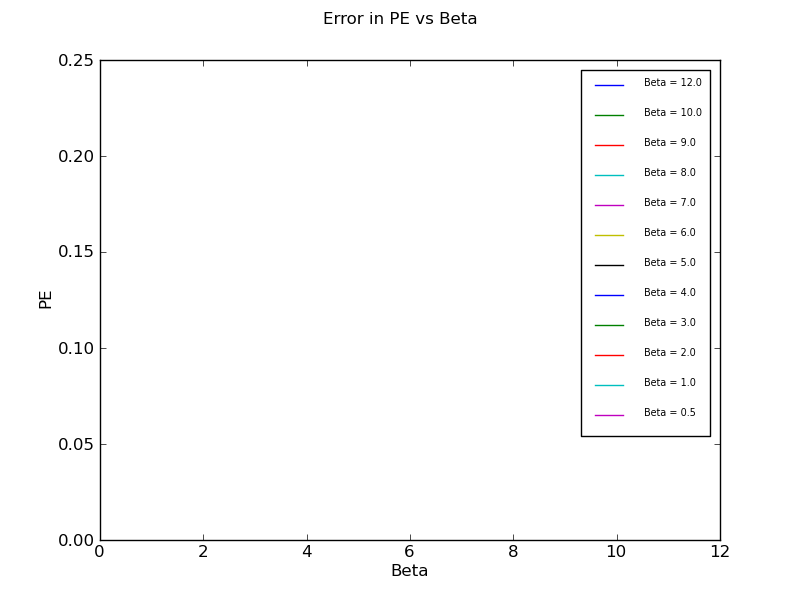 Error in PE vs Beta
0.25
0.20
0.15
0.10
0.05
0.00
PE
0 2 4 6 8 10 12
Beta
Beta = 12.0
Beta = 10.0
Beta = 9.0
Beta = 8.0
Beta = 7.0
Beta = 6.0
Beta = 5.0
Beta = 4.0
Beta = 3.0
Beta = 2.0
Beta = 1.0
Beta = 0.5